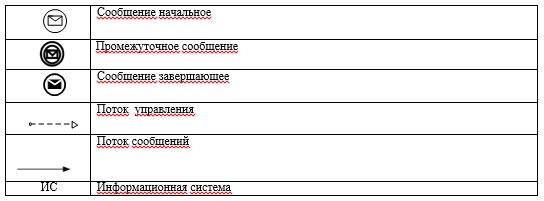 Сообщение начальное
Промежуточное сообщение
Сообщение завершающее
Поток управления
Поток сообщений
ИС Информационная система